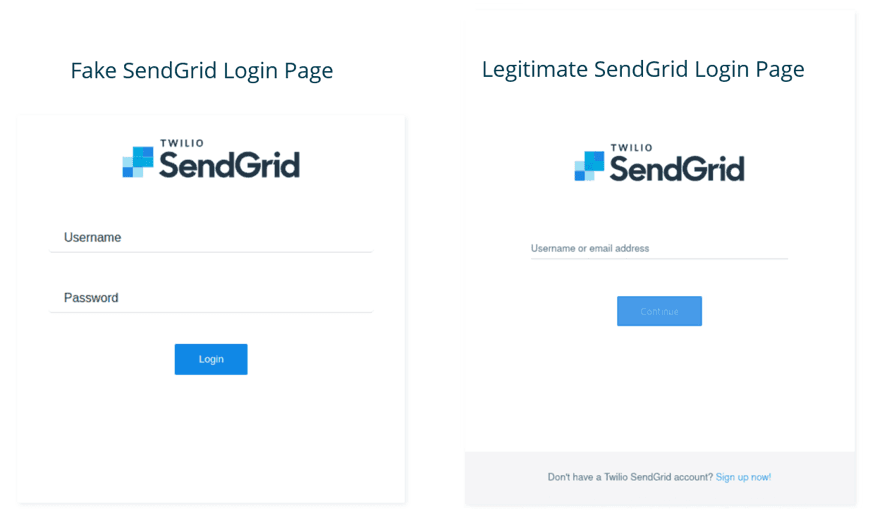 Fake SendGrid Login Page
TWILIO
SendGrid
Username
Password
Login
Legitimate SendGrid Login Page
TWILIO
SendGrid
Username or email address
Continue
Don't have a Twilio SendGrid account? Sign up now!